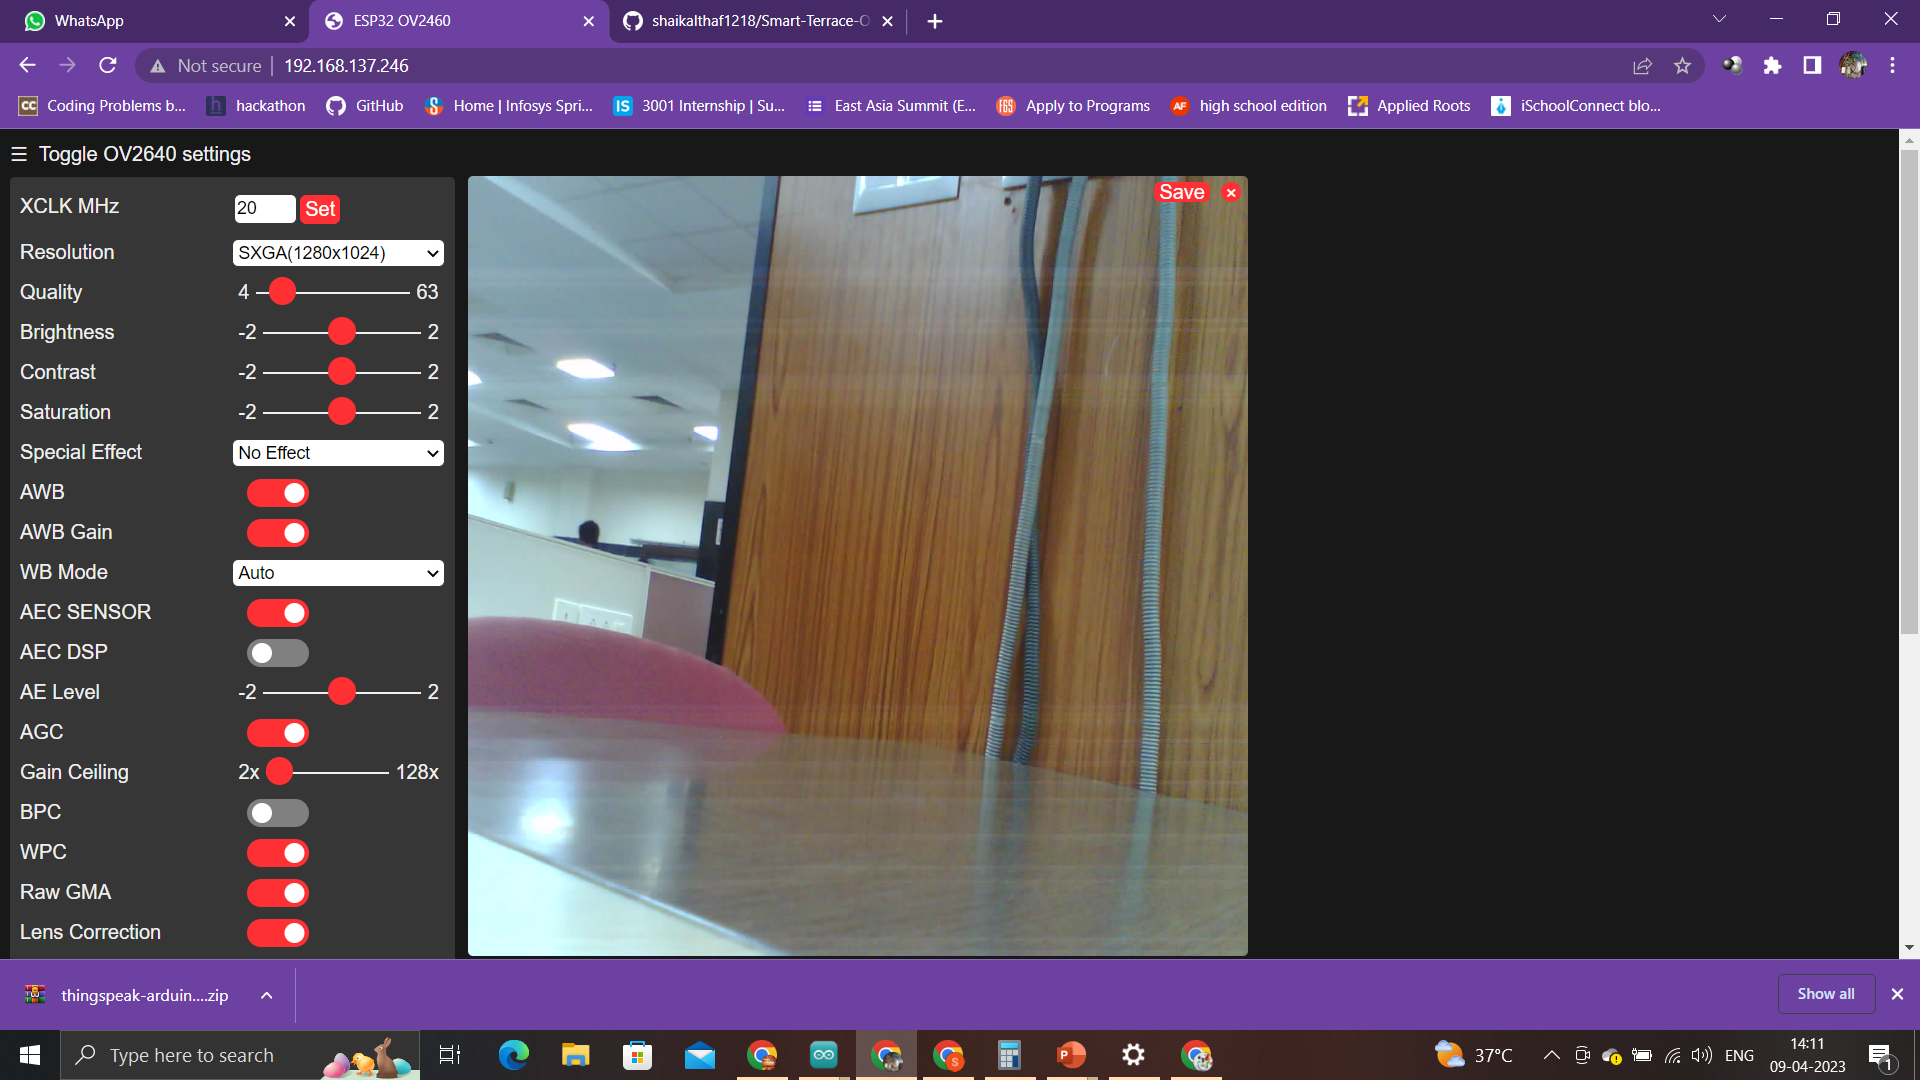 WhatsApp
ESP32 OV2460
shaikalthaf1218/Smart-Terrace-O
Not secure
192.168.137.246
CC Coding Problems b...
h hackathon
GitHub
Home | Infosys Spri...
IS 3001 Internship | Su...
East Asia Summit (E...
F6S Apply to Programs
AF high school edition
Applied Roots
iSchoolConnect blo...
☰ Toggle OV2640 settings
XCLK MHz 20 Set
Resolution SXGA(1280x1024)
Quality 4 63
Brightness -2 2
Contrast -2 2
Saturation -2 2
Special Effect No Effect
AWB
AWB Gain
WB Mode Auto
AEC SENSOR
AEC DSP
AE Level -2 2
AGC
Gain Ceiling 2x 128x
BPC
WPC
Raw GMA
Lens Correction
Save ×
thingspeak-arduin....zip
Show all
Type here to search
37°C
ENG
14:11
09-04-2023
1